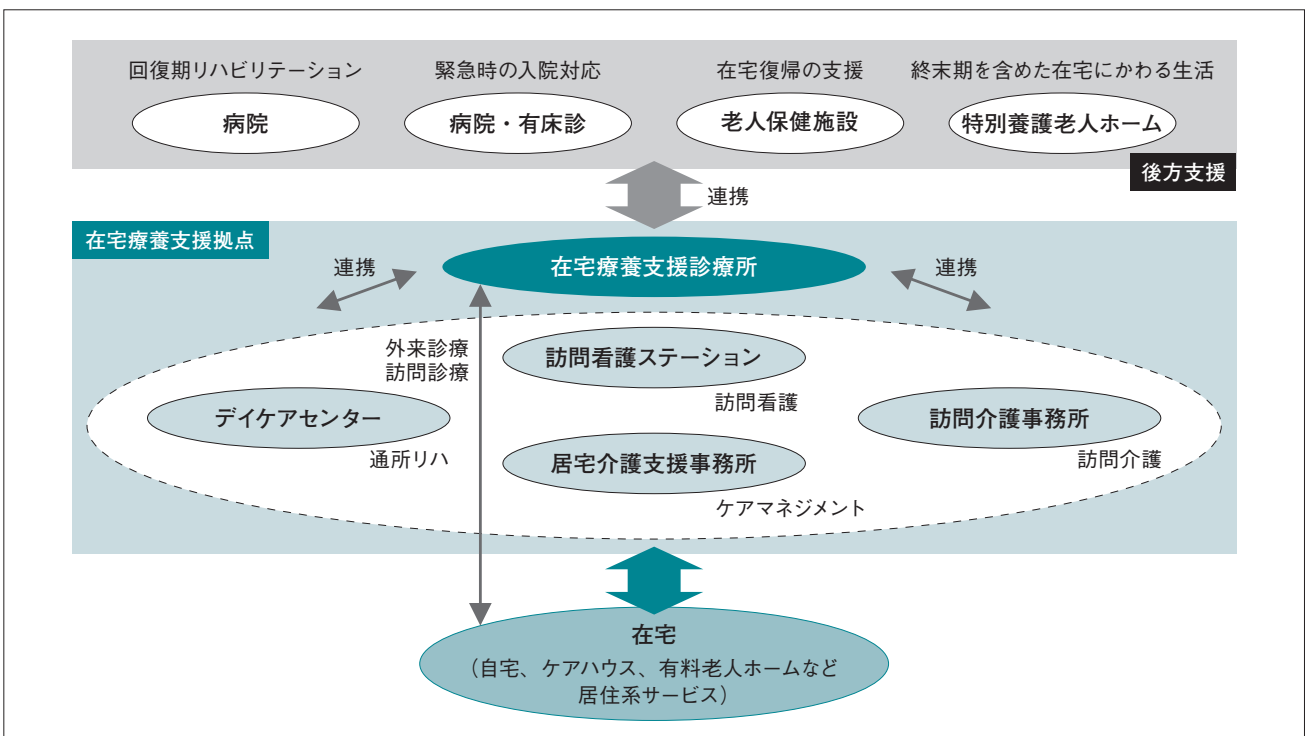 回復期リハビリテーション
病院
緊急時の入院対応
病院・有床診
在宅復帰の支援
老人保健施設
終末期を含めた在宅にかわる生活
特別養護老人ホーム
後方支援
連携
在宅療養支援拠点
在宅療養支援診療所
連携
連携
外来診療
訪問診療
訪問看護ステーション
訪問看護
デイケアセンター
通所リハ
訪問介護事務所
訪問介護
居宅介護支援事務所
ケアマネジメント
在宅
（自宅、ケアハウス、有料老人ホームなど
居住系サービス）